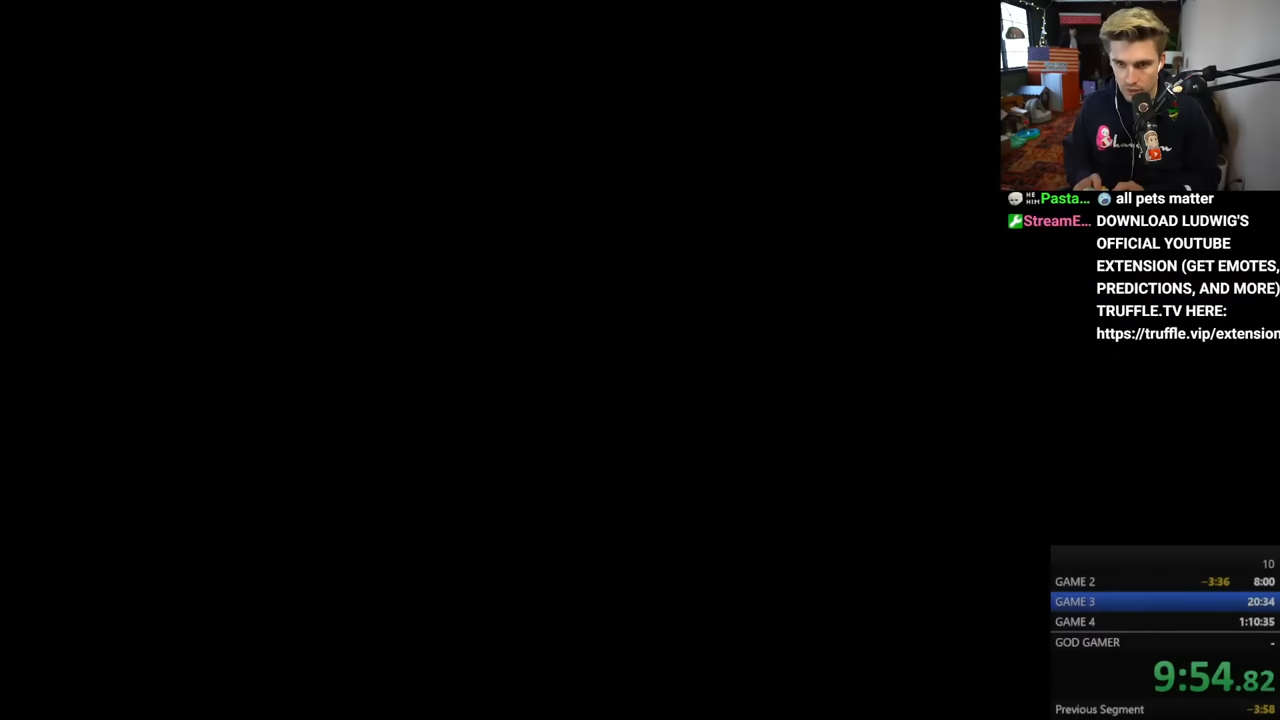 HE
HIM
Pasta... all pets matter
StreamE... DOWNLOAD LUDWIG'S
OFFICIAL YOUTUBE
EXTENSION (GET EMOTES,
PREDICTIONS, AND MORE)
TRUFFLE.TV HERE:
https://truffle.vip/extension
10
GAME 2 −3:36 8:00
GAME 3 20:34
GAME 4 1:10:35
GOD GAMER -
9:54.82
Previous Segment −3:58